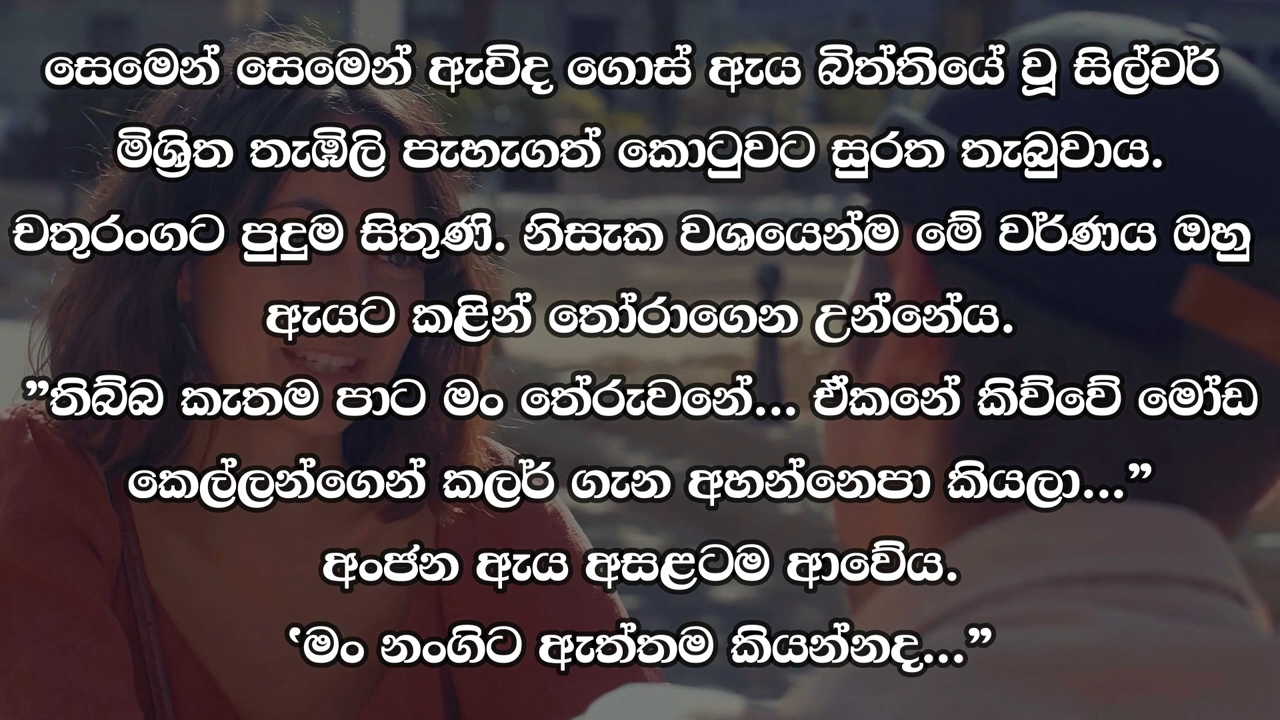 සෙමෙන් සෙමෙන් ඇවිද ගොස් ඇය බිත්තියේ වූ සිල්වර්
මිශ්‍රිත තැඹිලි පැහැගත් කොටුවට සුරත තැබුවාය.
චතුරංගට පුදුම සිතුණි. නිසැක වශයෙන්ම මේ වර්ණය ඔහු
ඇයට කළින් තෝරාගෙන උන්නේය.
”තිබ්බ කැතම පාට මං තේරුවනේ... ඒකනේ කිව්වේ මෝඩ
කෙල්ලන්ගෙන් කලර් ගැන අහන්නෙපා කියලා...”
අංජන ඇය අසළටම ආවේය.
‘මං නංගිට ඇත්තම කියන්නද...”